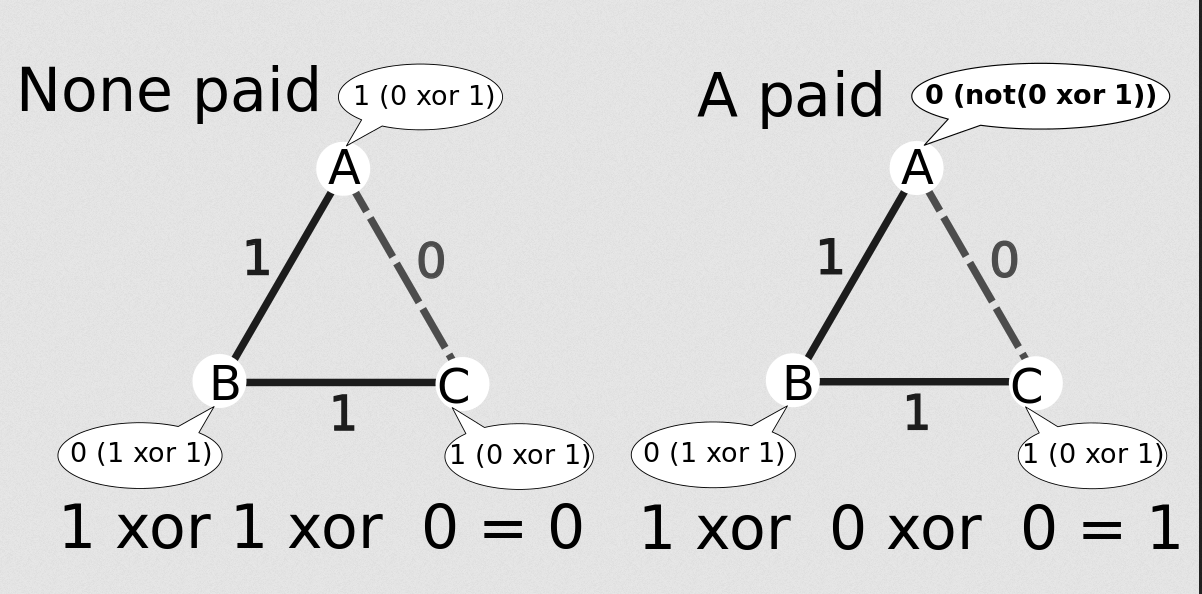 None paid
1 (0 xor 1)
A
1
0
B
C
1
0 (1 xor 1)
1 (0 xor 1)
1 xor 1 xor 0 = 0
A paid
0 (not(0 xor 1))
A
1
0
B
C
1
0 (1 xor 1)
1 (0 xor 1)
1 xor 0 xor 0 = 1